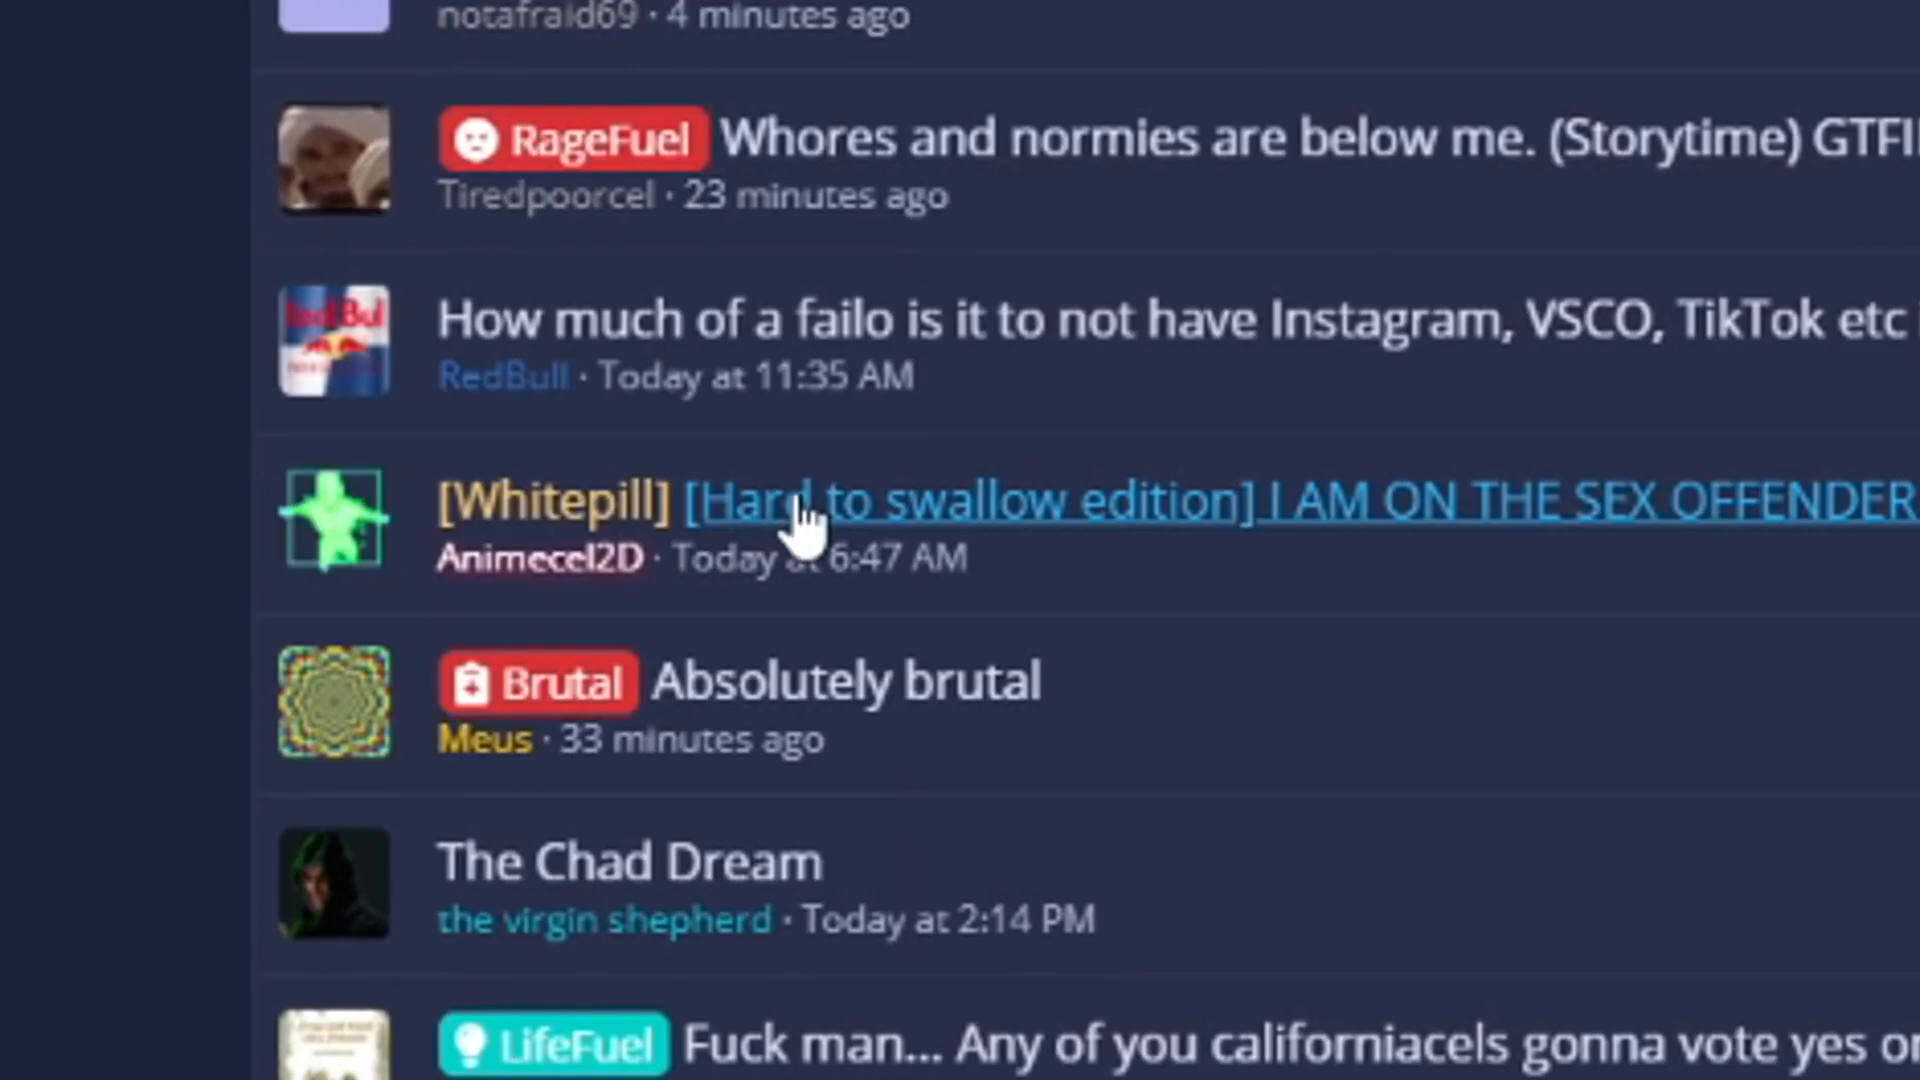 notafraid69 · 4 minutes ago
RageFuel Whores and normies are below me. (Storytime) GTFI
Tiredpoorcel · 23 minutes ago
How much of a failo is it to not have Instagram, VSCO, TikTok etc
Red Bul
RedBull · Today at 11:35 AM
[Whitepill] [Hard to swallow edition] I AM ON THE SEX OFFENDER
Animecel2D · Today at 6:47 AM
Brutal Absolutely brutal
Meus · 33 minutes ago
The Chad Dream
the virgin shepherd · Today at 2:14 PM
LifeFuel Fuck man... Any of you californiacels gonna vote yes on